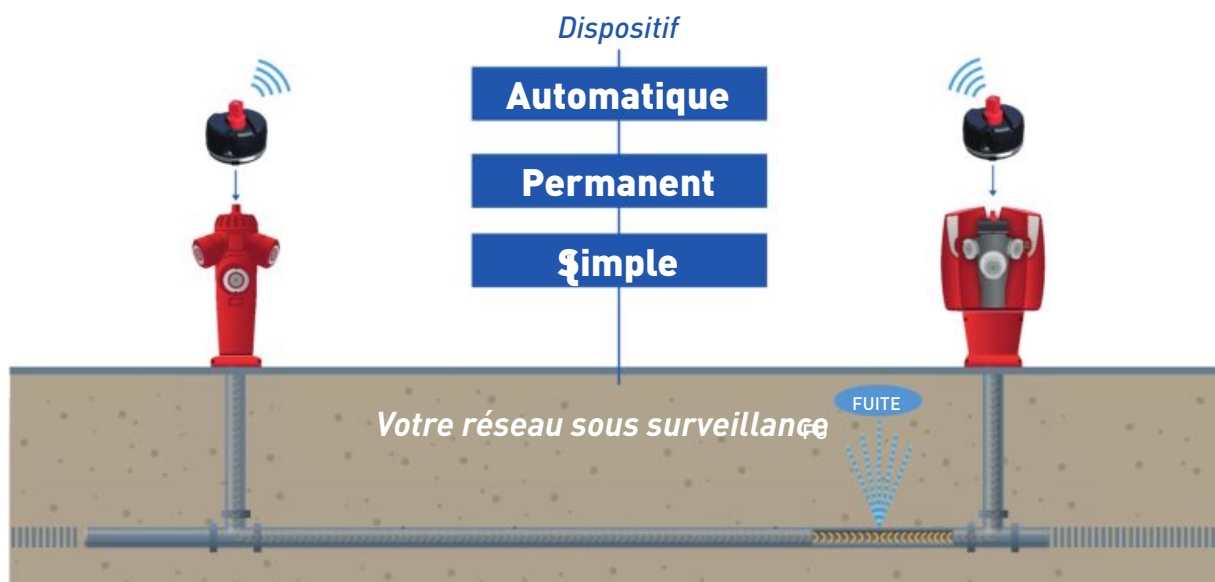 Dispositif
Automatique
Permanent
Simple
FUITE
Votre réseau sous surveillance